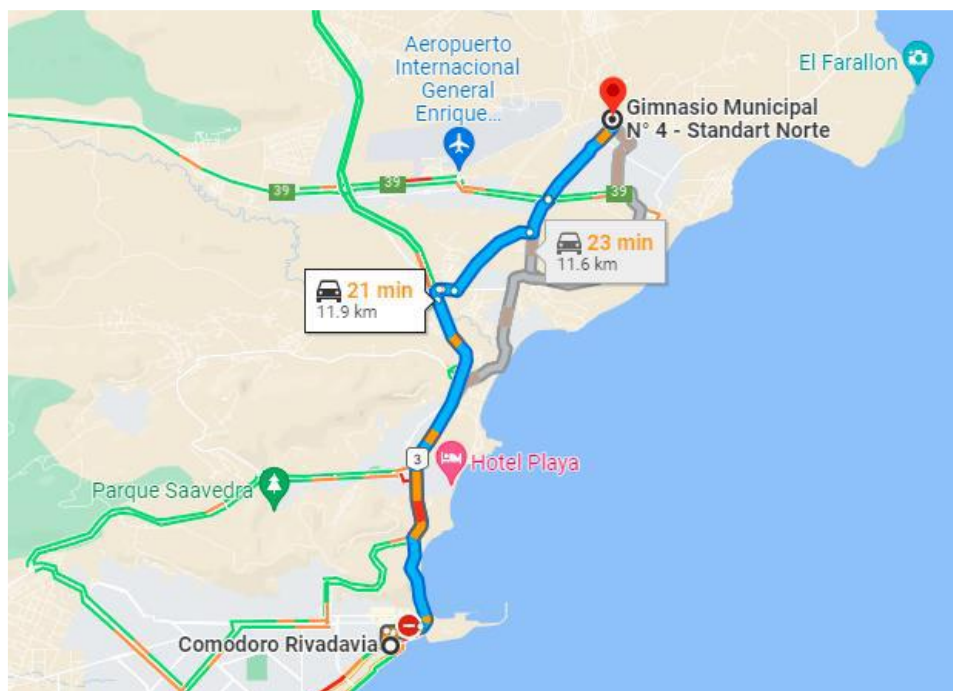 Aeropuerto
Internacional
General
Enrique...
El Farallon
Gimnasio Municipal
N° 4 - Standart Norte
39
39
39
23 min
11.6 km
21 min
11.9 km
3
Hotel Playa
Parque Saavedra
Comodoro Rivadavia